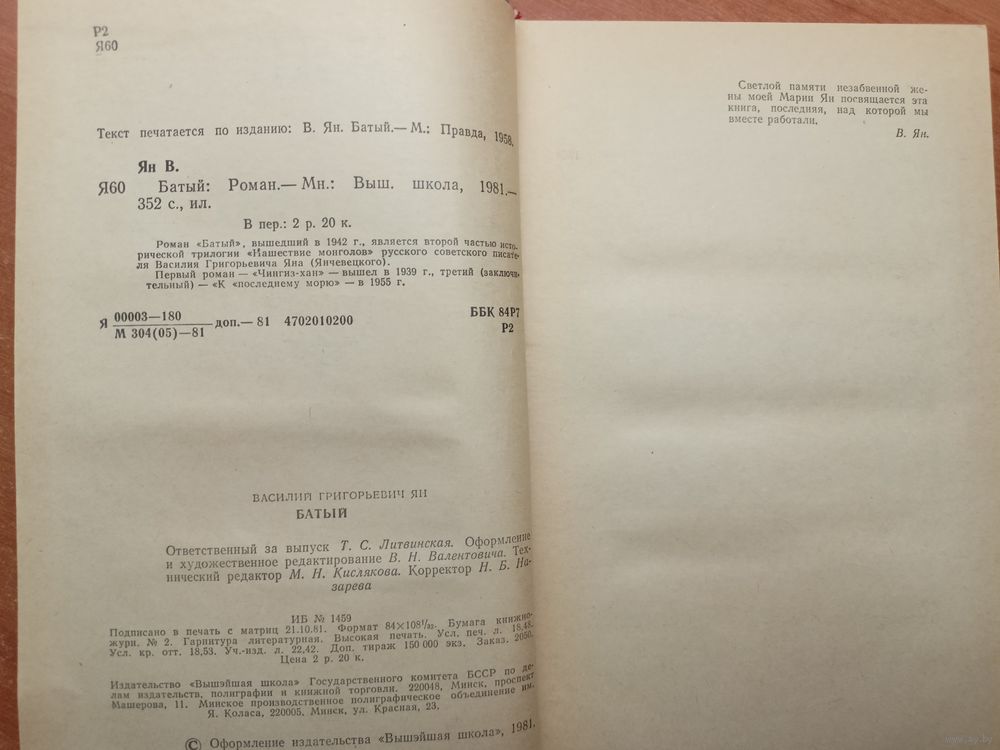 Р2
Я60
Текст печатается по изданию: В. Ян. Батый.— М.: Правда, 1958.
Ян В.
Я60 Батый: Роман.— Мн.: Выш. школа, 1981.—
352 с., ил.
В пер.: 2 р. 20 к.
Роман «Батый», вышедший в 1942 г., является второй частью исто-
рической трилогии «Нашествие монголов» русского советского писате-
ля Василия Григорьевича Яна (Янчевецкого).
Первый роман — «Чингиз-хан» — вышел в 1939 г., третий (заключи-
тельный) — «К «последнему морю» — в 1955 г.
Я 00003—180
М 304(05)—81 доп.— 81 4702010200
ББК 84Р7
Р2
ВАСИЛИЙ ГРИГОРЬЕВИЧ ЯН
БАТЫЙ
Ответственный за выпуск Т. С. Литвинская. Оформление
и художественное редактирование В. Н. Валентовича. Тех-
нический редактор М. Н. Кислякова. Корректор Н. Б. На-
зарева
ИБ № 1459
Подписано в печать с матриц 21.10.81. Формат 84×108¹/₃₂. Бумага книжно-
журн. № 2. Гарнитура литературная. Высокая печать. Усл. печ. л. 18,48.
Усл. кр. отт. 18,53. Уч.-изд. л. 22,42. Доп. тираж 150 000 экз. Заказ. 2050.
Цена 2 р. 20 к.
Издательство «Вышэйшая школа» Государственного комитета БССР по де-
лам издательств, полиграфии и книжной торговли. 220048, Минск, проспект
Машерова, 11. Минское производственное полиграфическое объединение им.
Я. Коласа, 220005, Минск, ул. Красная, 23.
© Оформление издательства «Вышэйшая школа», 1981.
Светлой памяти незабвенной же-
ны моей Марии Ян посвящается эта
книга, последняя, над которой мы
вместе работали.
В. Ян.